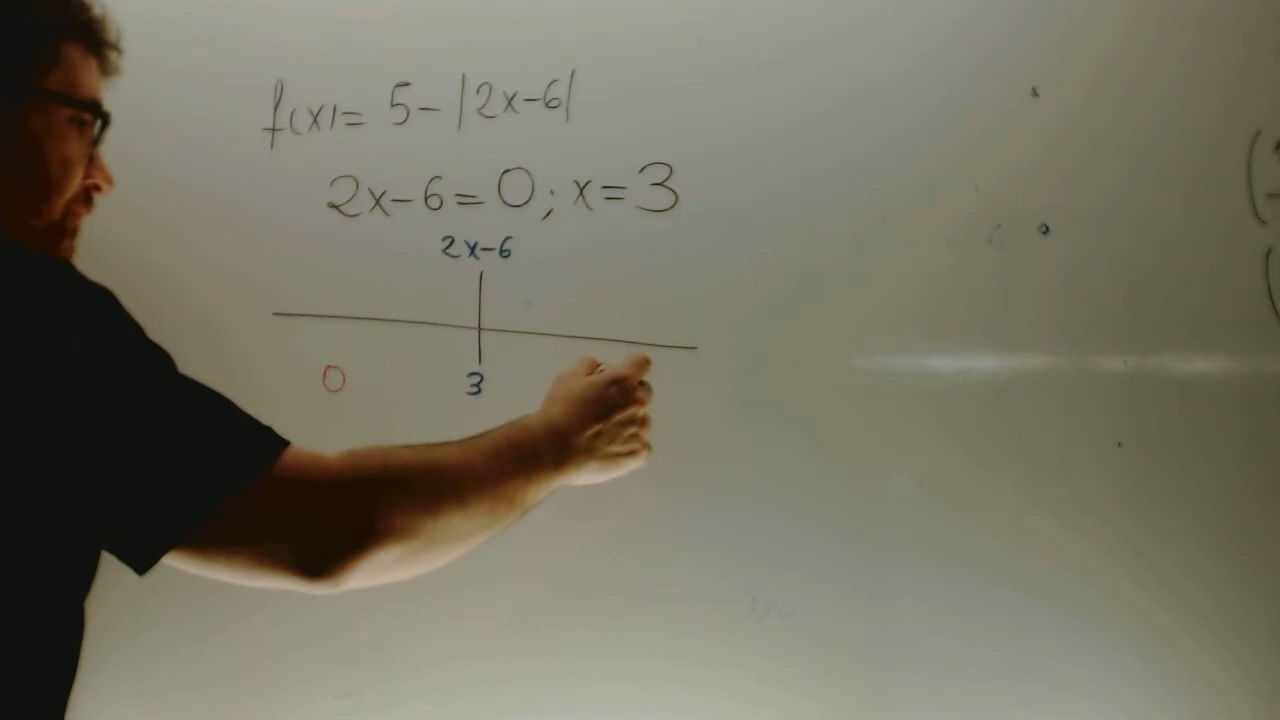 f(x)= 5-|2x-6|
2x-6=0; x=3
2x-6
0 3